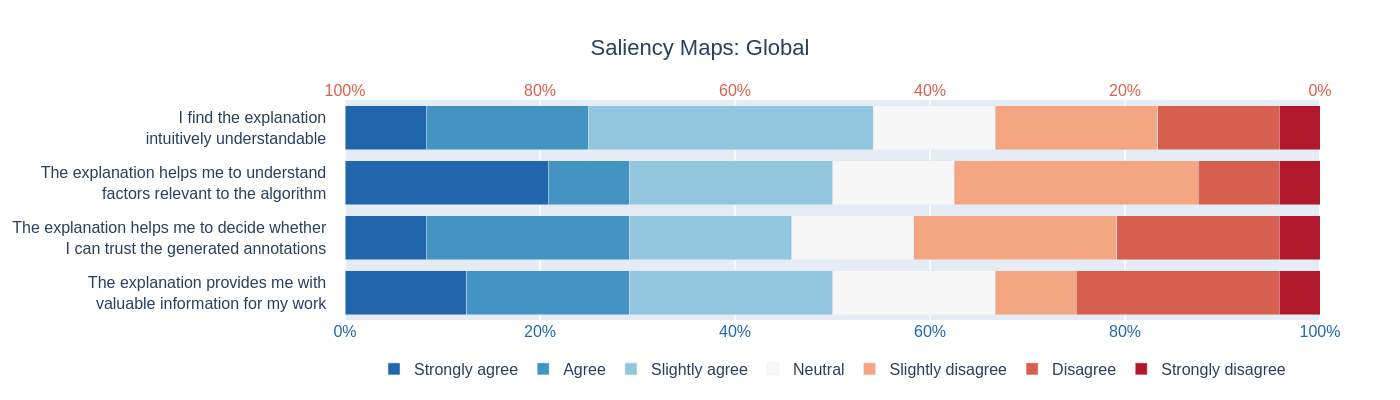 Saliency Maps: Global
100% 80% 60% 40% 20% 0%
I find the explanation
intuitively understandable
The explanation helps me to understand
factors relevant to the algorithm
The explanation helps me to decide whether
I can trust the generated annotations
The explanation provides me with
valuable information for my work
0% 20% 40% 60% 80% 100%
Strongly agree Agree Slightly agree Neutral Slightly disagree Disagree Strongly disagree